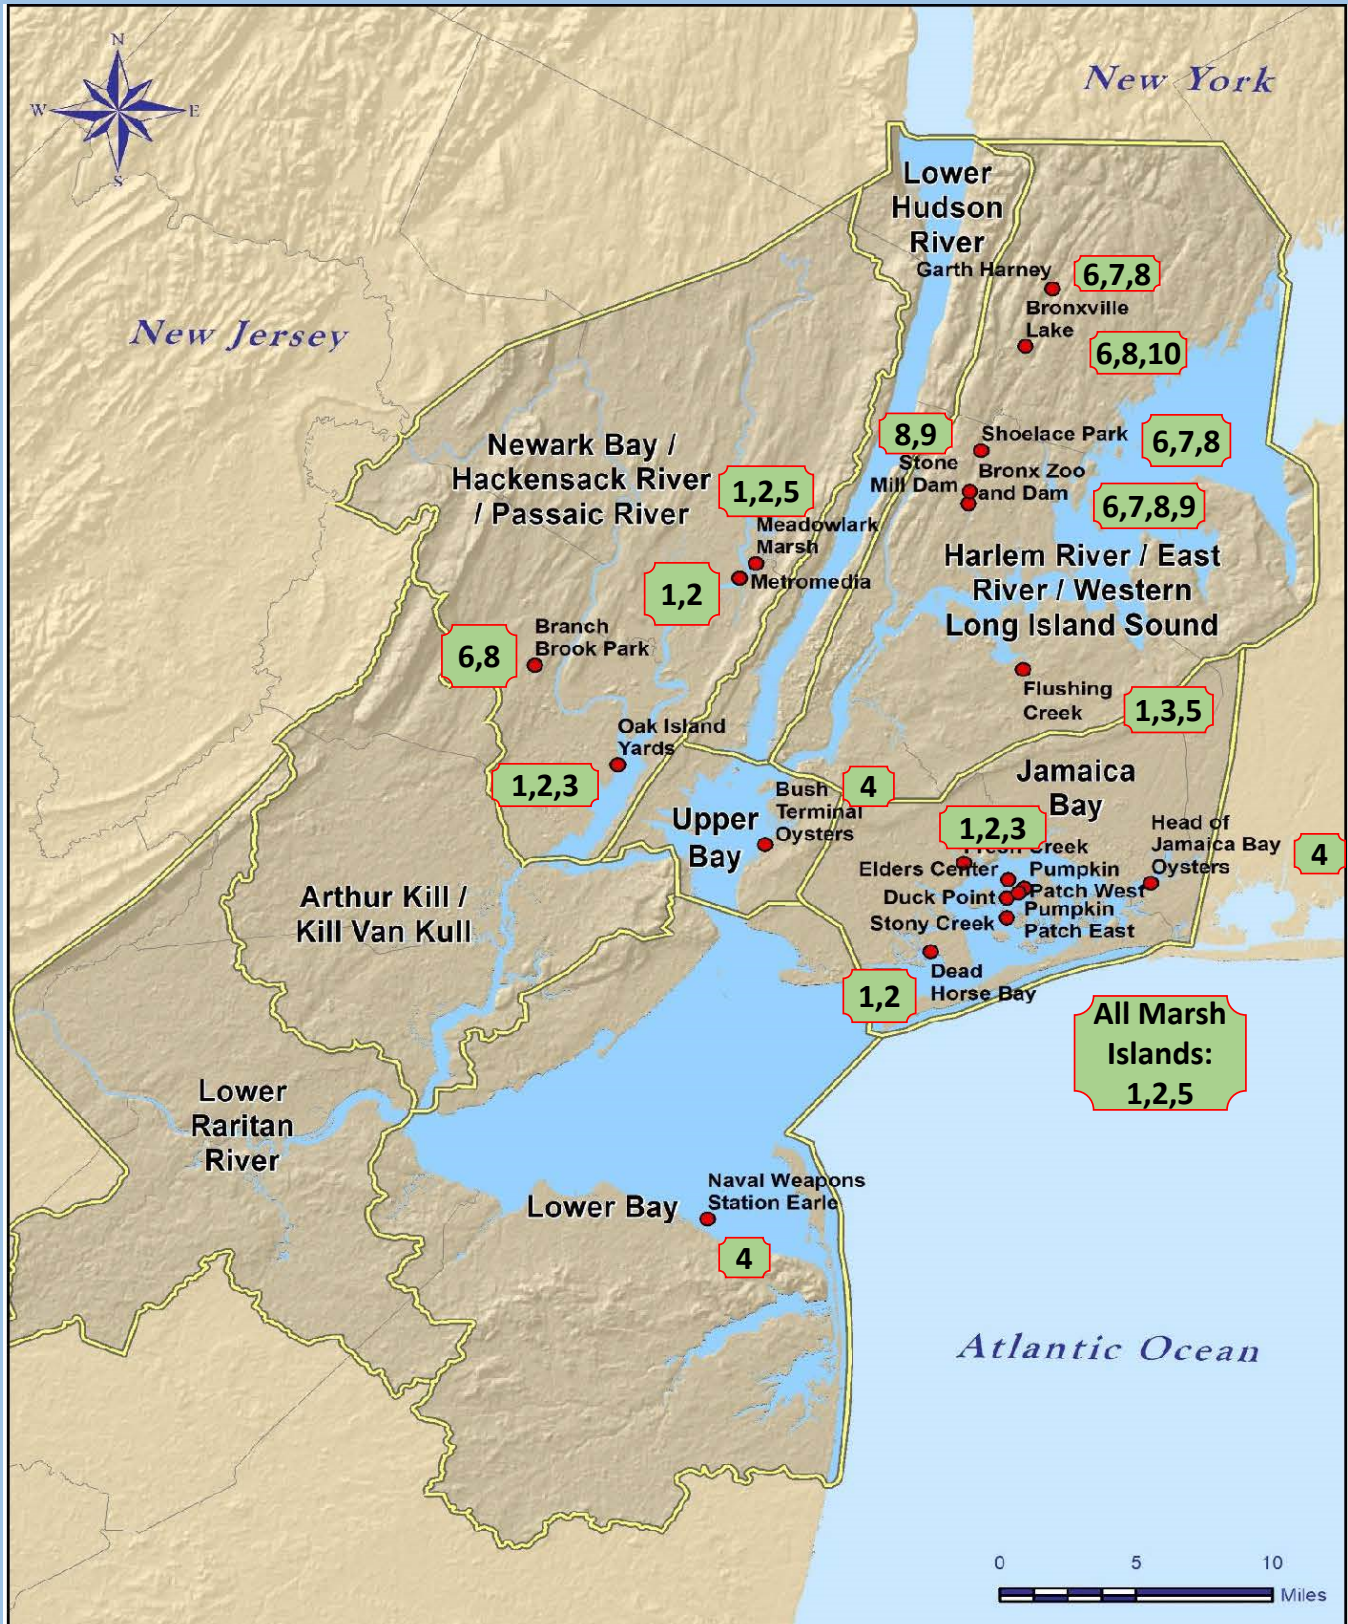 N
W
E
S
New York
New Jersey
Lower
Hudson
River
Garth Harney
6,7,8
Bronxville
Lake
6,8,10
8,9
Shoelace Park
6,7,8
Stone
Mill Dam
Bronx Zoo
and Dam
6,7,8,9
Newark Bay /
Hackensack River
/ Passaic River
1,2,5
Meadowlark
Marsh
Metromedia
1,2
Harlem River / East
River / Western
Long Island Sound
Branch
Brook Park
6,8
Flushing
Creek
1,3,5
Oak Island
Yards
1,2,3
Jamaica
Bay
4
Bush
Terminal
Oysters
Upper
Bay
1,2,3
Fresh Creek
Head of
Jamaica Bay
Oysters
4
Elders Center
Pumpkin
Patch West
Duck Point
Pumpkin
Patch East
Stony Creek
Dead
Horse Bay
1,2
All Marsh
Islands:
1,2,5
Arthur Kill /
Kill Van Kull
Lower
Raritan
River
Naval Weapons
Station Earle
Lower Bay
4
Atlantic Ocean
0 5 10
Miles